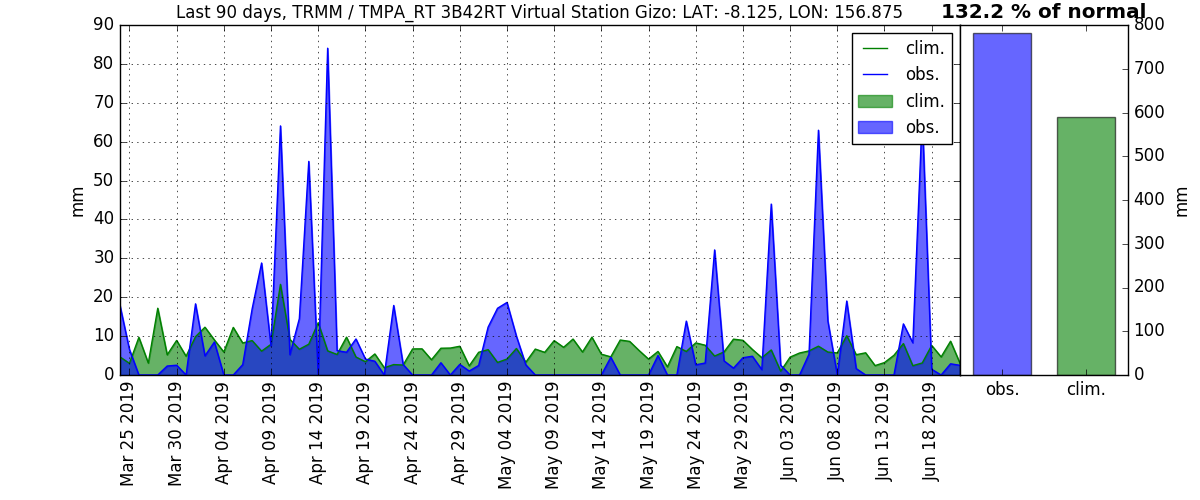 Last 90 days, TRMM / TMPA_RT 3B42RT Virtual Station Gizo: LAT: -8.125, LON: 156.875
132.2 % of normal
90
80
70
60
50
40
30
20
10
0
mm
clim.
obs.
clim.
obs.
Mar 25 2019
Mar 30 2019
Apr 04 2019
Apr 09 2019
Apr 14 2019
Apr 19 2019
Apr 24 2019
Apr 29 2019
May 04 2019
May 09 2019
May 14 2019
May 19 2019
May 24 2019
May 29 2019
Jun 03 2019
Jun 08 2019
Jun 13 2019
Jun 18 2019
800
700
600
500
400
300
200
100
0
mm
obs.
clim.